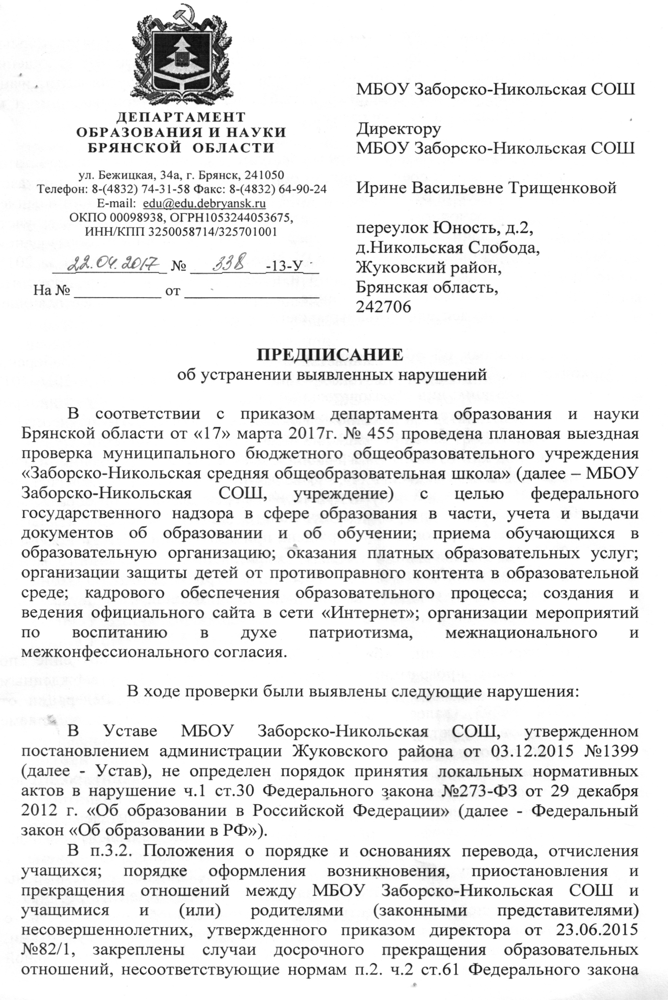 ДЕПАРТАМЕНТ
ОБРАЗОВАНИЯ И НАУКИ
БРЯНСКОЙ ОБЛАСТИ
ул. Бежицкая, 34а, г. Брянск, 241050
Телефон: 8-(4832) 74-31-58 Факс: 8-(4832) 64-90-24
E-mail: edu@edu.debryansk.ru
ОКПО 00098938, ОГРН1053244053675,
ИНН/КПП 3250058714/325701001
22.04.2017 № 338 -13-У
На № ____________ от ____________
МБОУ Заборско-Никольская СОШ
Директору
МБОУ Заборско-Никольская СОШ
Ирине Васильевне Трищенковой
переулок Юность, д.2,
д.Никольская Слобода,
Жуковский район,
Брянская область,
242706
ПРЕДПИСАНИЕ
об устранении выявленных нарушений
В соответствии с приказом департамента образования и науки
Брянской области от «17» марта 2017г. № 455 проведена плановая выездная
проверка муниципального бюджетного общеобразовательного учреждения
«Заборско-Никольская средняя общеобразовательная школа» (далее – МБОУ
Заборско-Никольская СОШ, учреждение) с целью федерального
государственного надзора в сфере образования в части, учета и выдачи
документов об образовании и об обучении; приема обучающихся в
образовательную организацию; оказания платных образовательных услуг;
организации защиты детей от противоправного контента в образовательной
среде; кадрового обеспечения образовательного процесса; создания и
ведения официального сайта в сети «Интернет»; организации мероприятий
по воспитанию в духе патриотизма, межнационального и
межконфессионального согласия.
В ходе проверки были выявлены следующие нарушения:
В Уставе МБОУ Заборско-Никольская СОШ, утвержденном
постановлением администрации Жуковского района от 03.12.2015 №1399
(далее - Устав), не определен порядок принятия локальных нормативных
актов в нарушение ч.1 ст.30 Федерального закона №273-ФЗ от 29 декабря
2012 г. «Об образовании в Российской Федерации» (далее - Федеральный
закон «Об образовании в РФ»).
В п.3.2. Положения о порядке и основаниях перевода, отчисления
учащихся; порядке оформления возникновения, приостановления и
прекращения отношений между МБОУ Заборско-Никольская СОШ и
учащимися и (или) родителями (законными представителями)
несовершеннолетних, утвержденного приказом директора от 23.06.2015
№82/1, закреплены случаи досрочного прекращения образовательных
отношений, несоответствующие нормам п.2. ч.2 ст.61 Федерального закона